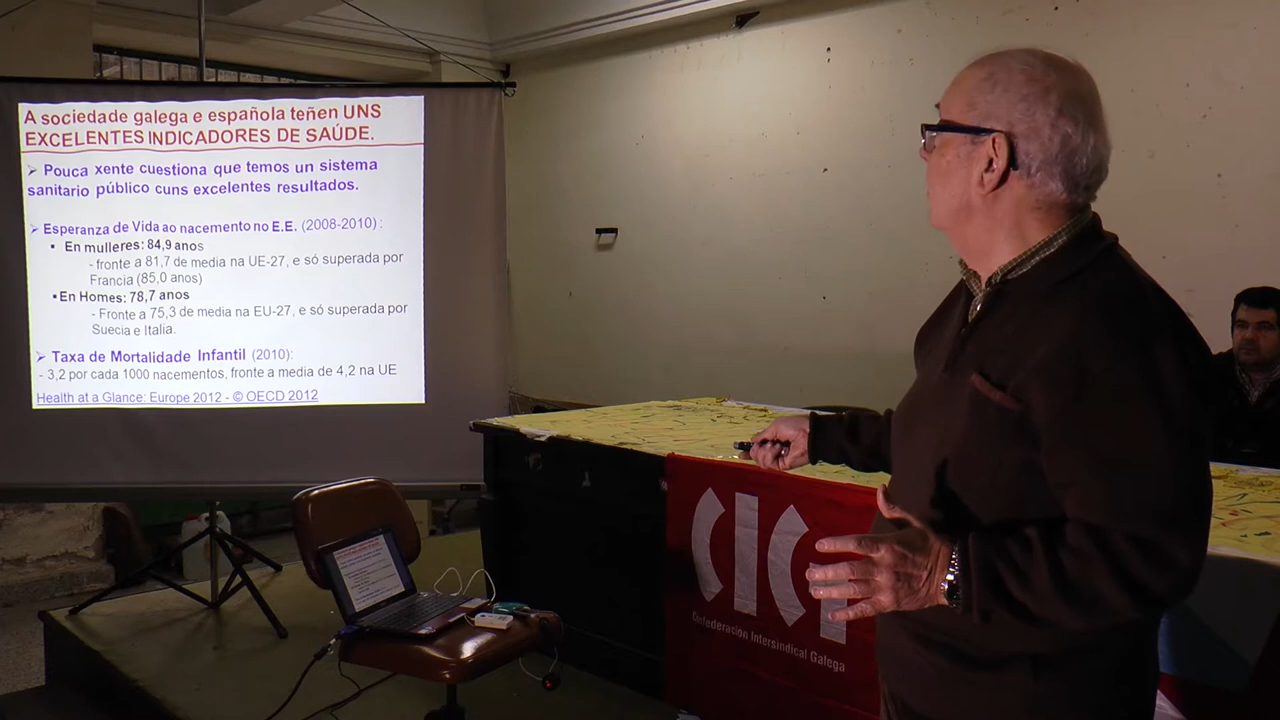 A sociedade galega e española teñen UNS
EXCELENTES INDICADORES DE SAÚDE.
➢ Pouca xente cuestiona que temos un sistema
sanitario público cuns excelentes resultados.
➢ Esperanza de Vida ao nacemento no E.E. (2008-2010):
▪ En mulleres: 84,9 anos
- fronte a 81,7 de media na UE-27, e só superada por
Francia (85,0 anos)
▪ En Homes: 78,7 anos
- Fronte a 75,3 de media na EU-27, e só superada por
Suecia e Italia.
➢ Taxa de Mortalidade Infantil (2010):
- 3,2 por cada 1000 nacementos, fronte a media de 4,2 na UE
Health at a Glance: Europe 2012 - © OECD 2012
CIG
Confederación Intersindical Galega